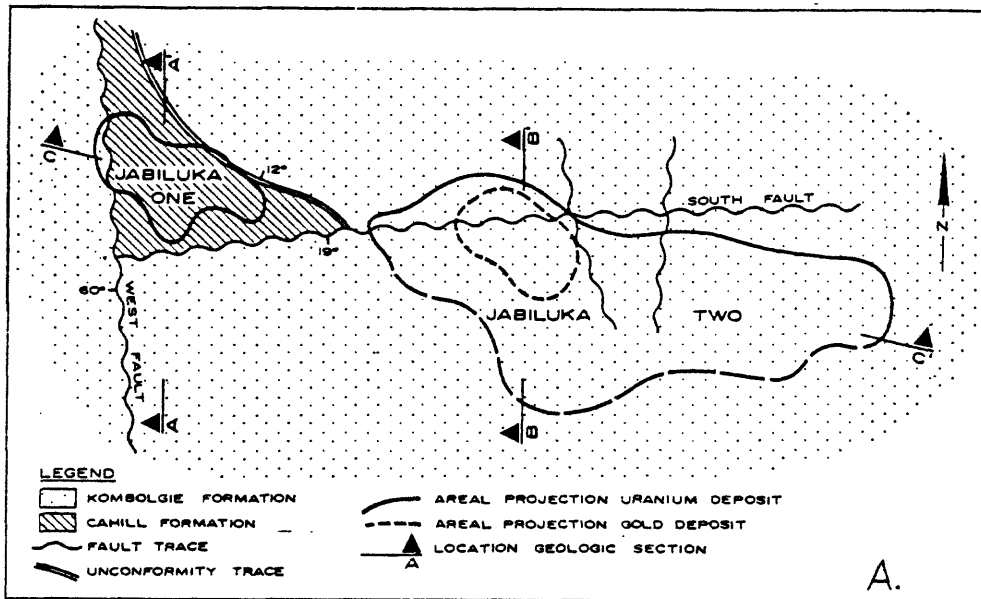 A
C
JABILUKA
ONE
12°
19°
60°
WEST FAULT
A
B
SOUTH FAULT
N
JABILUKA TWO
C'
B
LEGEND
KOMBOLGIE FORMATION
CAHILL FORMATION
FAULT TRACE
UNCONFORMITY TRACE
AREAL PROJECTION URANIUM DEPOSIT
AREAL PROJECTION GOLD DEPOSIT
LOCATION GEOLOGIC SECTION
A
A.